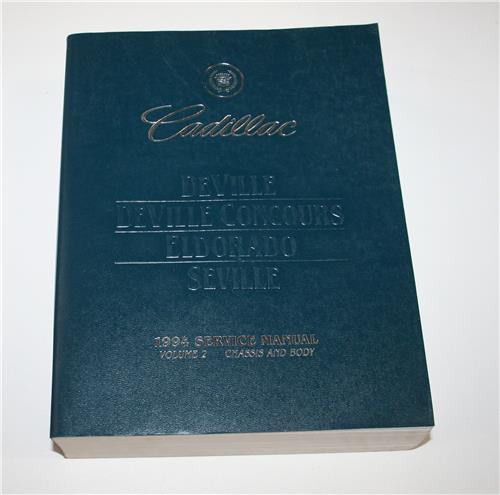 Cadillac
DEVILLE
DEVILLE CONCOURS
ELDORADO
SEVILLE
1994 SERVICE MANUAL
VOLUME 2 CHASSIS AND BODY